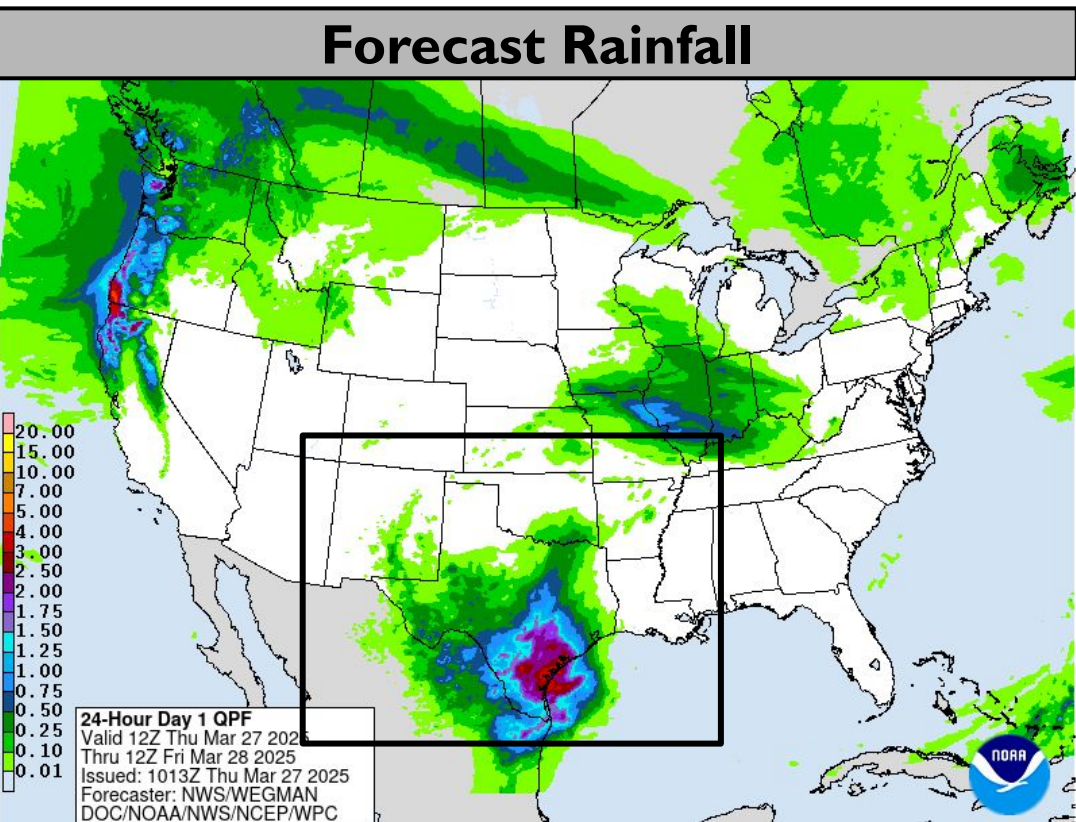 Forecast Rainfall
20.00
15.00
10.00
7.00
5.00
4.00
3.00
2.50
2.00
1.75
1.50
1.25
1.00
0.75
0.50
0.25
0.10
0.01
24-Hour Day 1 QPF
Valid 12Z Thu Mar 27 2025
Thru 12Z Fri Mar 28 2025
Issued: 1013Z Thu Mar 27 2025
Forecaster: NWS/WEGMAN
DOC/NOAA/NWS/NCEP/WPC
NOAA